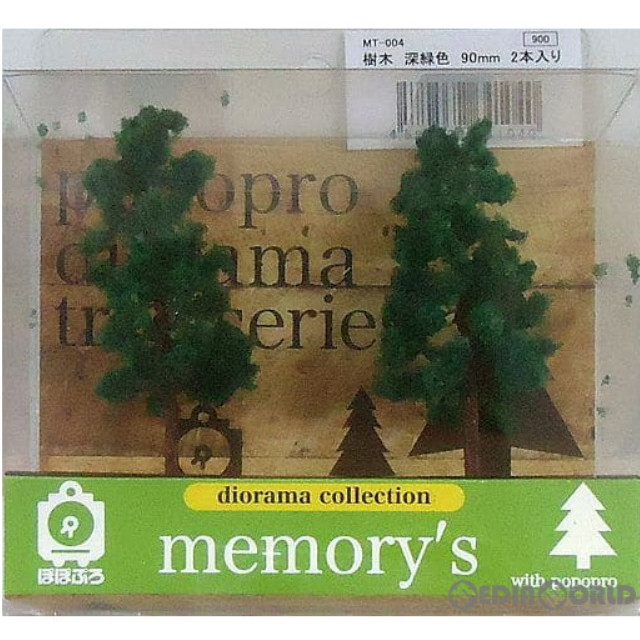 MT-004
900
樹木 深緑色 90mm 2本入り
diorama collection
memory's
ぽぽぷろ
with popopro
MEDIAWORLD